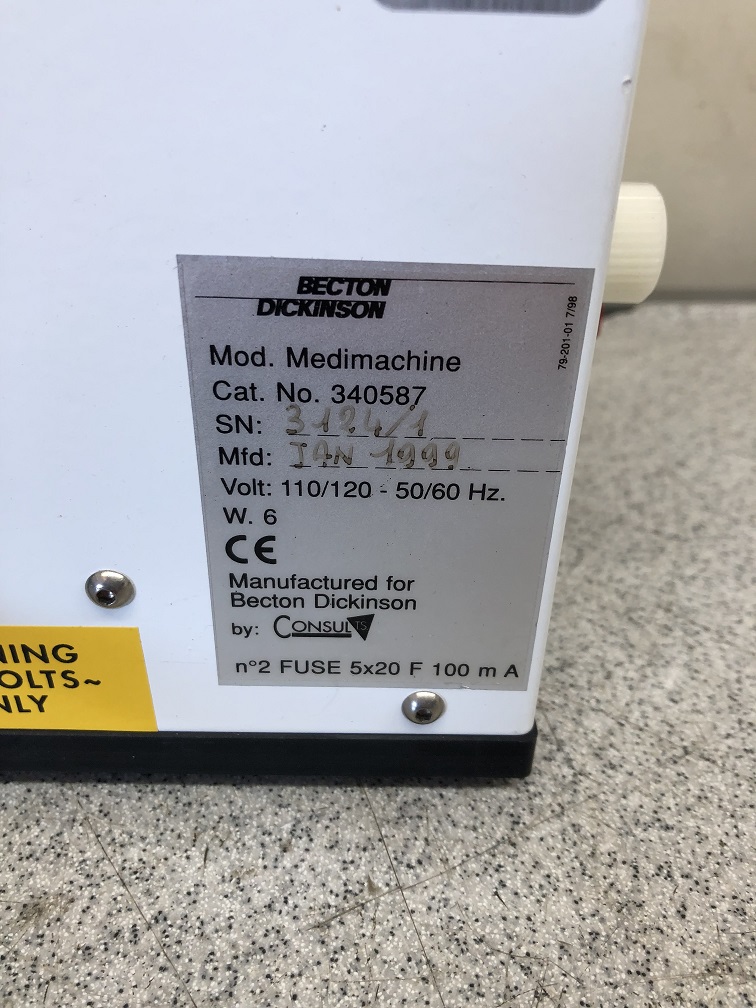 BECTON
DICKINSON
79-201-01 7/98
Mod. Medimachine
Cat. No. 340587
SN: 3124/1
Mfd: JAN 1999
Volt: 110/120 - 50/60 Hz.
W. 6
CE
Manufactured for
Becton Dickinson
by: CONSULTS
n°2 FUSE 5x20 F 100 m A
NING
OLTS~
NLY